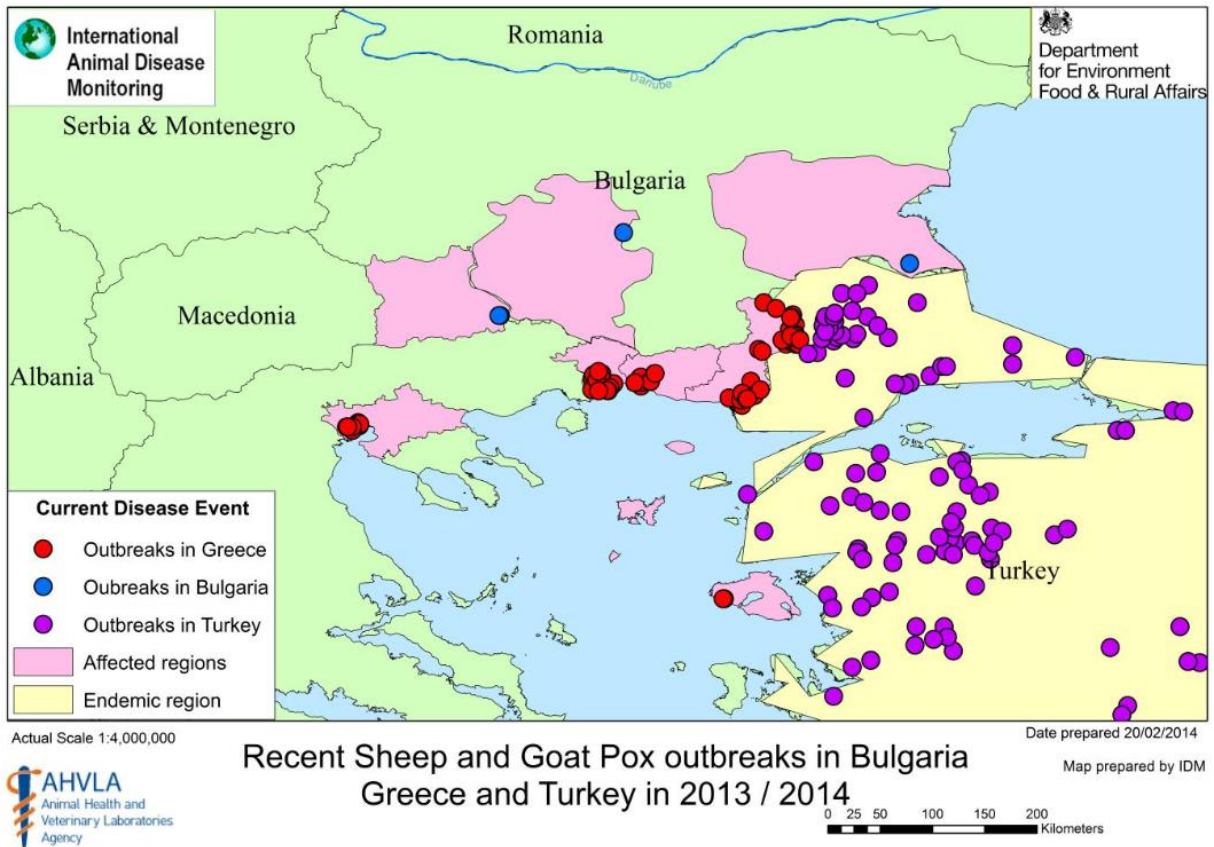 International
Animal Disease
Monitoring
Department
for Environment
Food & Rural Affairs
Romania
Danube
Serbia & Montenegro
Bulgaria
Macedonia
Albania
Turkey
Current Disease Event
Outbreaks in Greece
Oubreaks in Bulgaria
Outbreaks in Turkey
Affected regions
Endemic region
Actual Scale 1:4,000,000
Date prepared 20/02/2014
Map prepared by IDM
Recent Sheep and Goat Pox outbreaks in Bulgaria
Greece and Turkey in 2013 / 2014
AHVLA
Animal Health and
Veterinary Laboratories
Agency
0 25 50 100 150 200
Kilometers